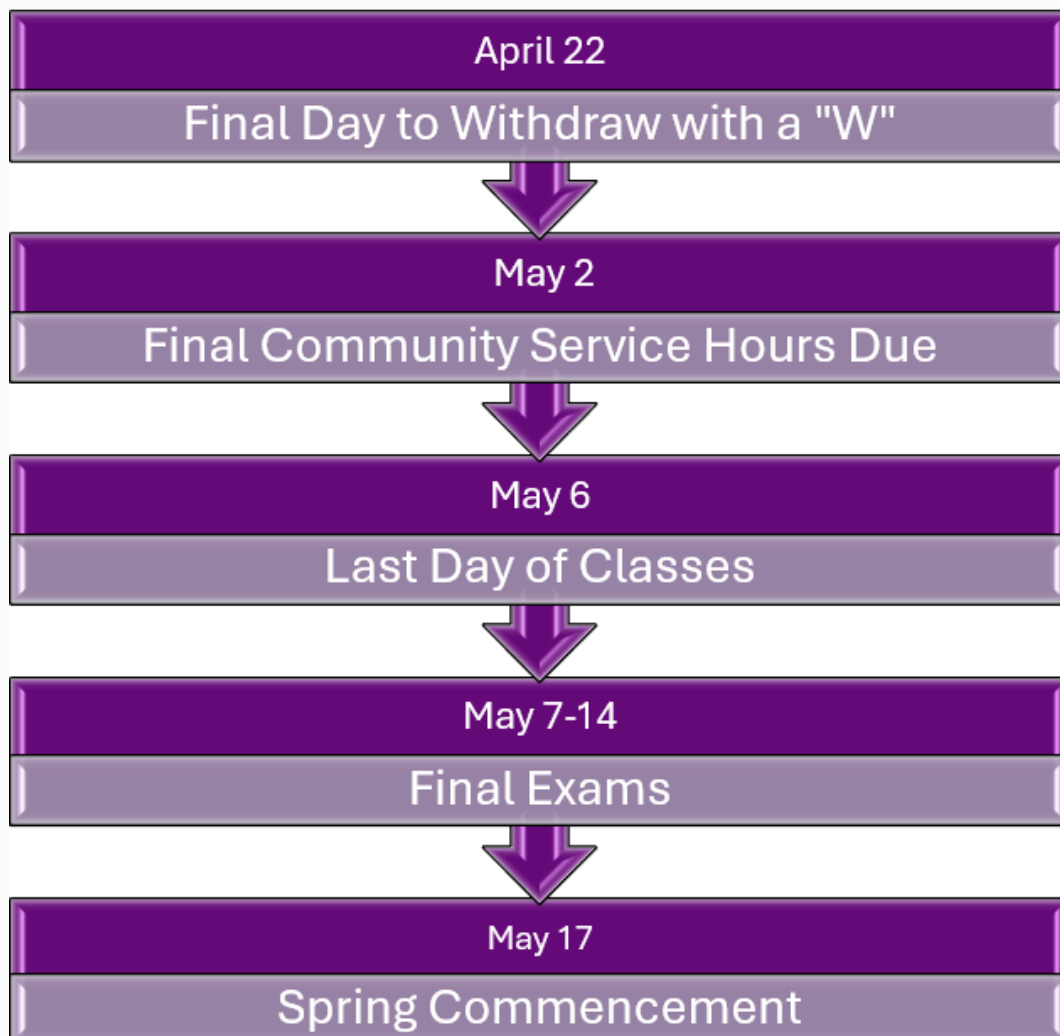 April 22
Final Day to Withdraw with a "W"
May 2
Final Community Service Hours Due
May 6
Last Day of Classes
May 7-14
Final Exams
May 17
Spring Commencement